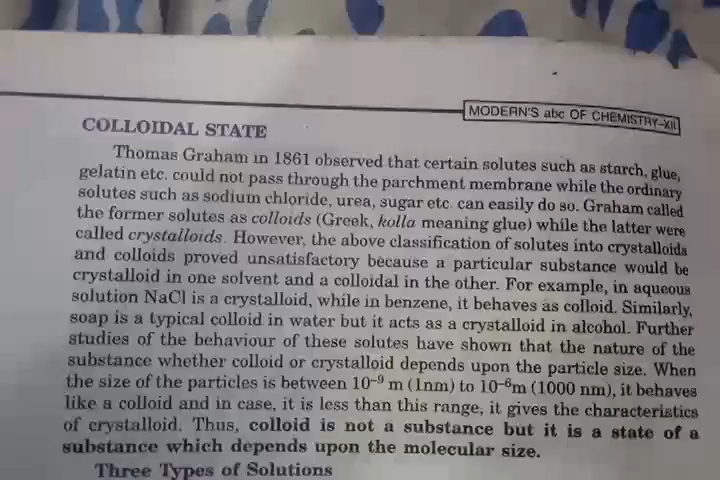 MODERN'S abc OF CHEMISTRY–XII
COLLOIDAL STATE
Thomas Graham in 1861 observed that certain solutes such as starch, glue,
gelatin etc. could not pass through the parchment membrane while the ordinary
solutes such as sodium chloride, urea, sugar etc. can easily do so. Graham called
the former solutes as colloids (Greek, kolla meaning glue) while the latter were
called crystalloids. However, the above classification of solutes into crystalloids
and colloids proved unsatisfactory because a particular substance would be
crystalloid in one solvent and a colloidal in the other. For example, in aqueous
solution NaCl is a crystalloid, while in benzene, it behaves as colloid. Similarly,
soap is a typical colloid in water but it acts as a crystalloid in alcohol. Further
studies of the behaviour of these solutes have shown that the nature of the
substance whether colloid or crystalloid depends upon the particle size. When
the size of the particles is between 10⁻⁹ m (1nm) to 10⁻⁶m (1000 nm), it behaves
like a colloid and in case, it is less than this range, it gives the characteristics
of crystalloid. Thus, colloid is not a substance but it is a state of a
substance which depends upon the molecular size.
Three Types of Solutions